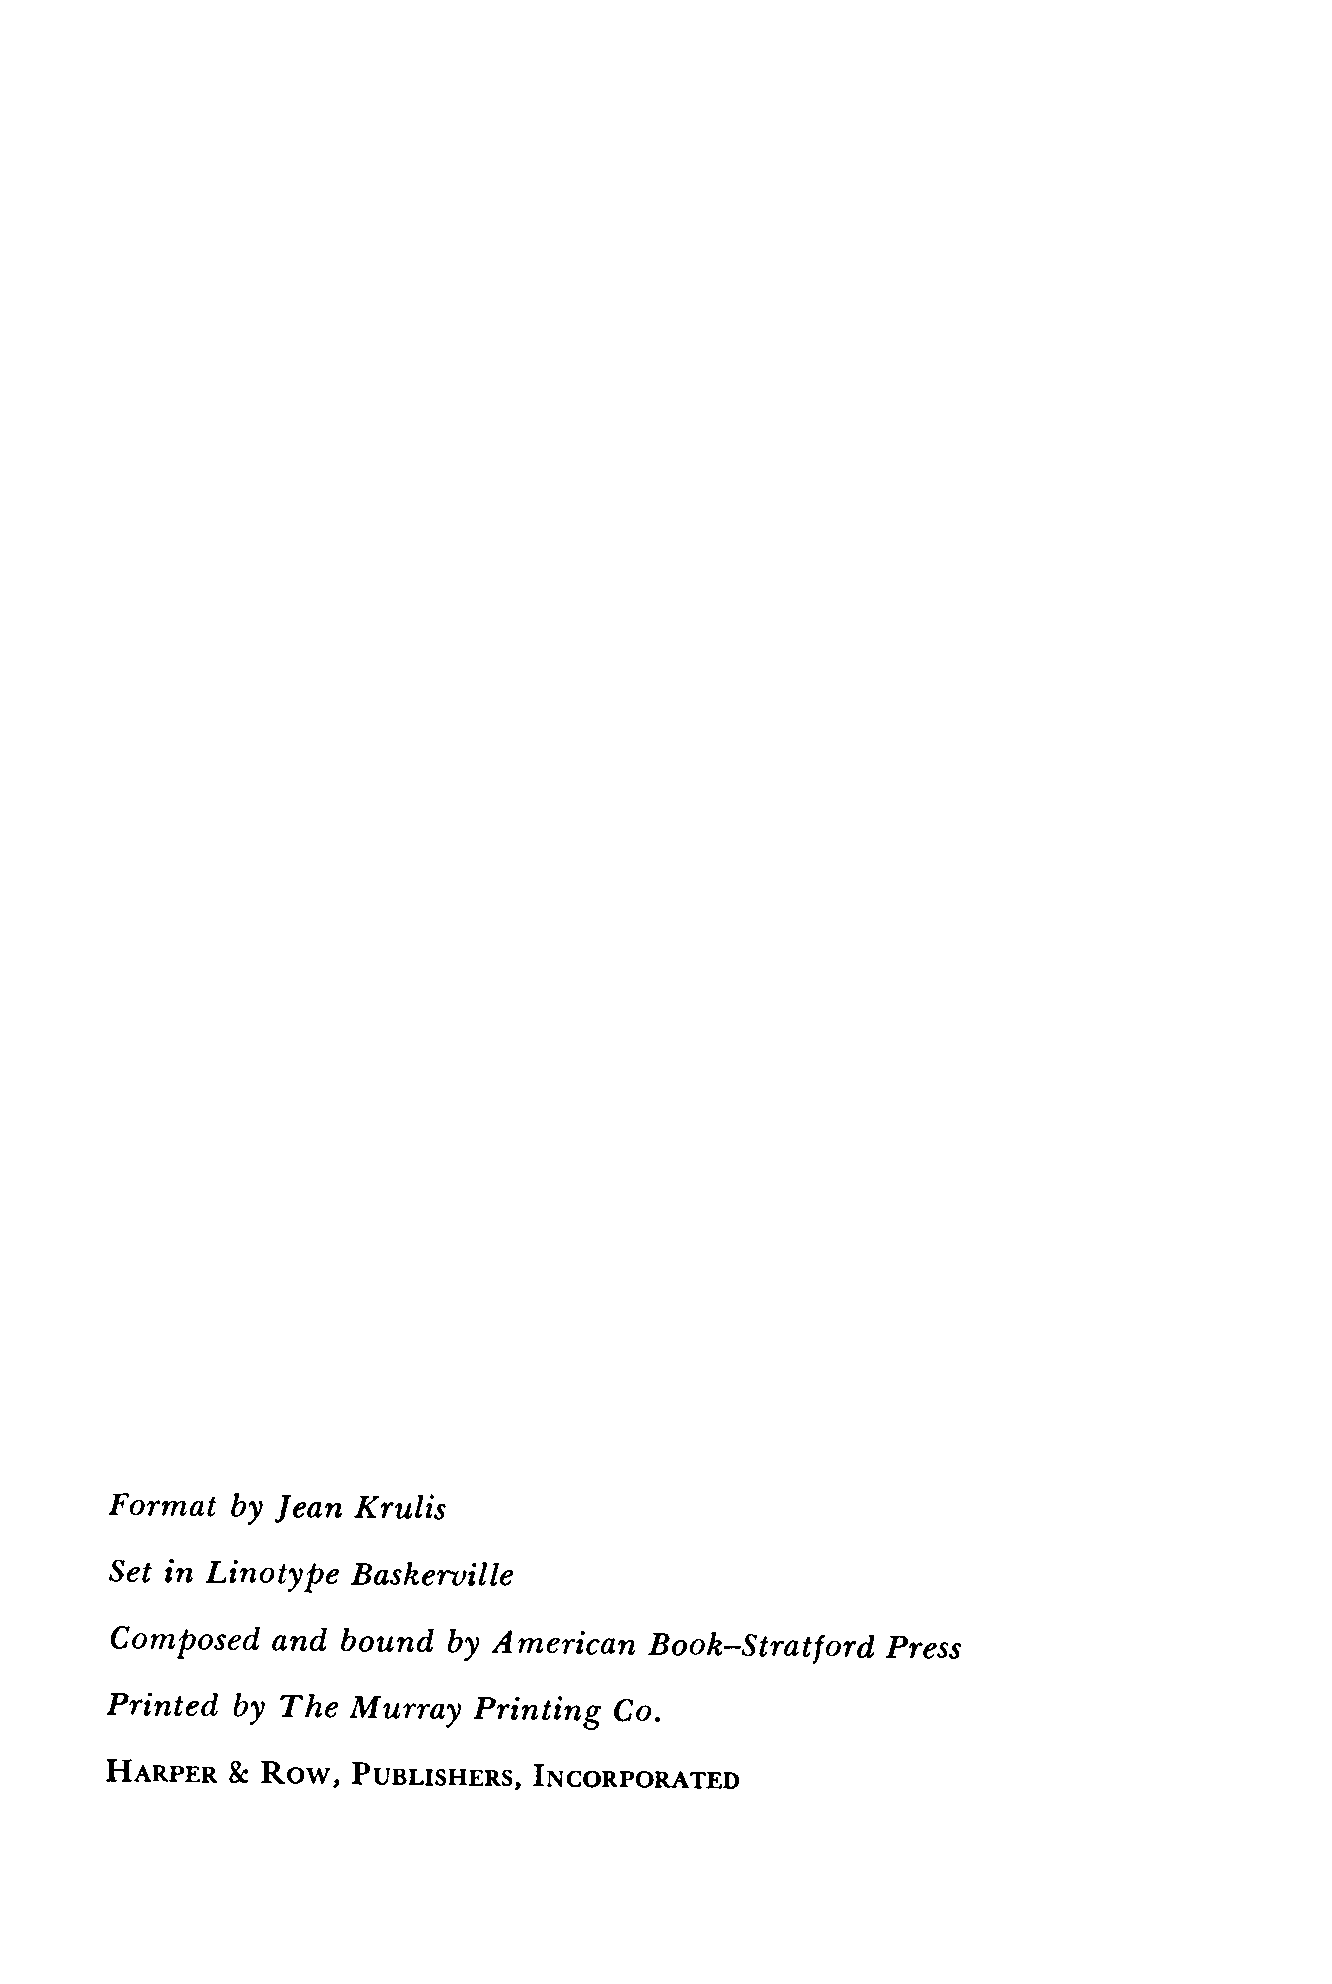 Format by Jean Krulis
Set in Linotype Baskerville
Composed and bound by American Book–Stratford Press
Printed by The Murray Printing Co.
HARPER & ROW, PUBLISHERS, INCORPORATED